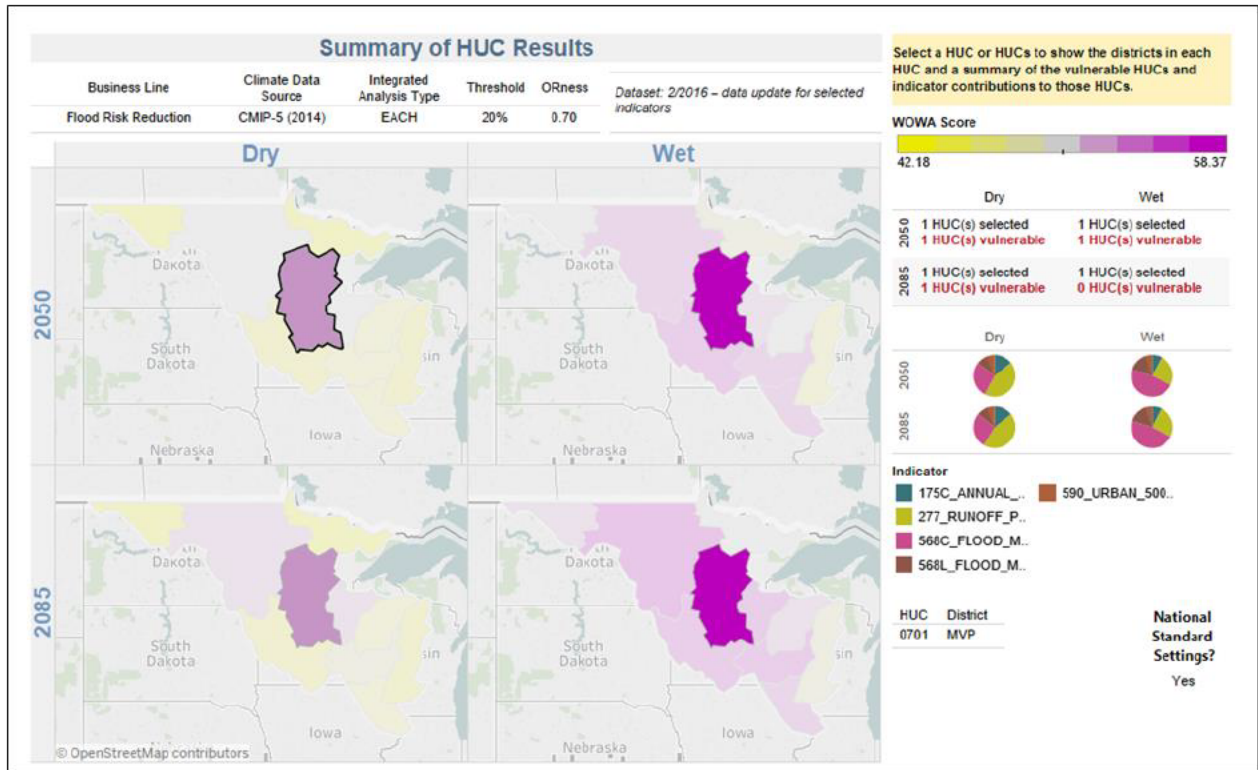 Summary of HUC Results
Business Line
Climate Data Source
Integrated Analysis Type
Threshold
ORness
Flood Risk Reduction
CMIP-5 (2014)
EACH
20%
0.70
Dataset: 2/2016 – data update for selected
indicators
Dry
Wet
2050
Dakota
South
Dakota
Nebraska
Iowa
sin
Dakota
South
Dakota
Nebraska
Iowa
sin
2085
Dakota
South
Dakota
Nebraska
Iowa
sin
© OpenStreetMap contributors
Dakota
South
Dakota
Nebraska
Iowa
sin
Select a HUC or HUCs to show the districts in each
HUC and a summary of the vulnerable HUCs and
indicator contributions to those HUCs.
WOWA Score
42.18
58.37
Dry
Wet
2050
1 HUC(s) selected
1 HUC(s) vulnerable
1 HUC(s) selected
1 HUC(s) vulnerable
2085
1 HUC(s) selected
1 HUC(s) vulnerable
1 HUC(s) selected
0 HUC(s) vulnerable
Dry
Wet
2050
2085
Indicator
175C_ANNUAL_..
590_URBAN_500..
277_RUNOFF_P..
568C_FLOOD_M..
568L_FLOOD_M..
HUC District
0701 MVP
National
Standard
Settings?
Yes